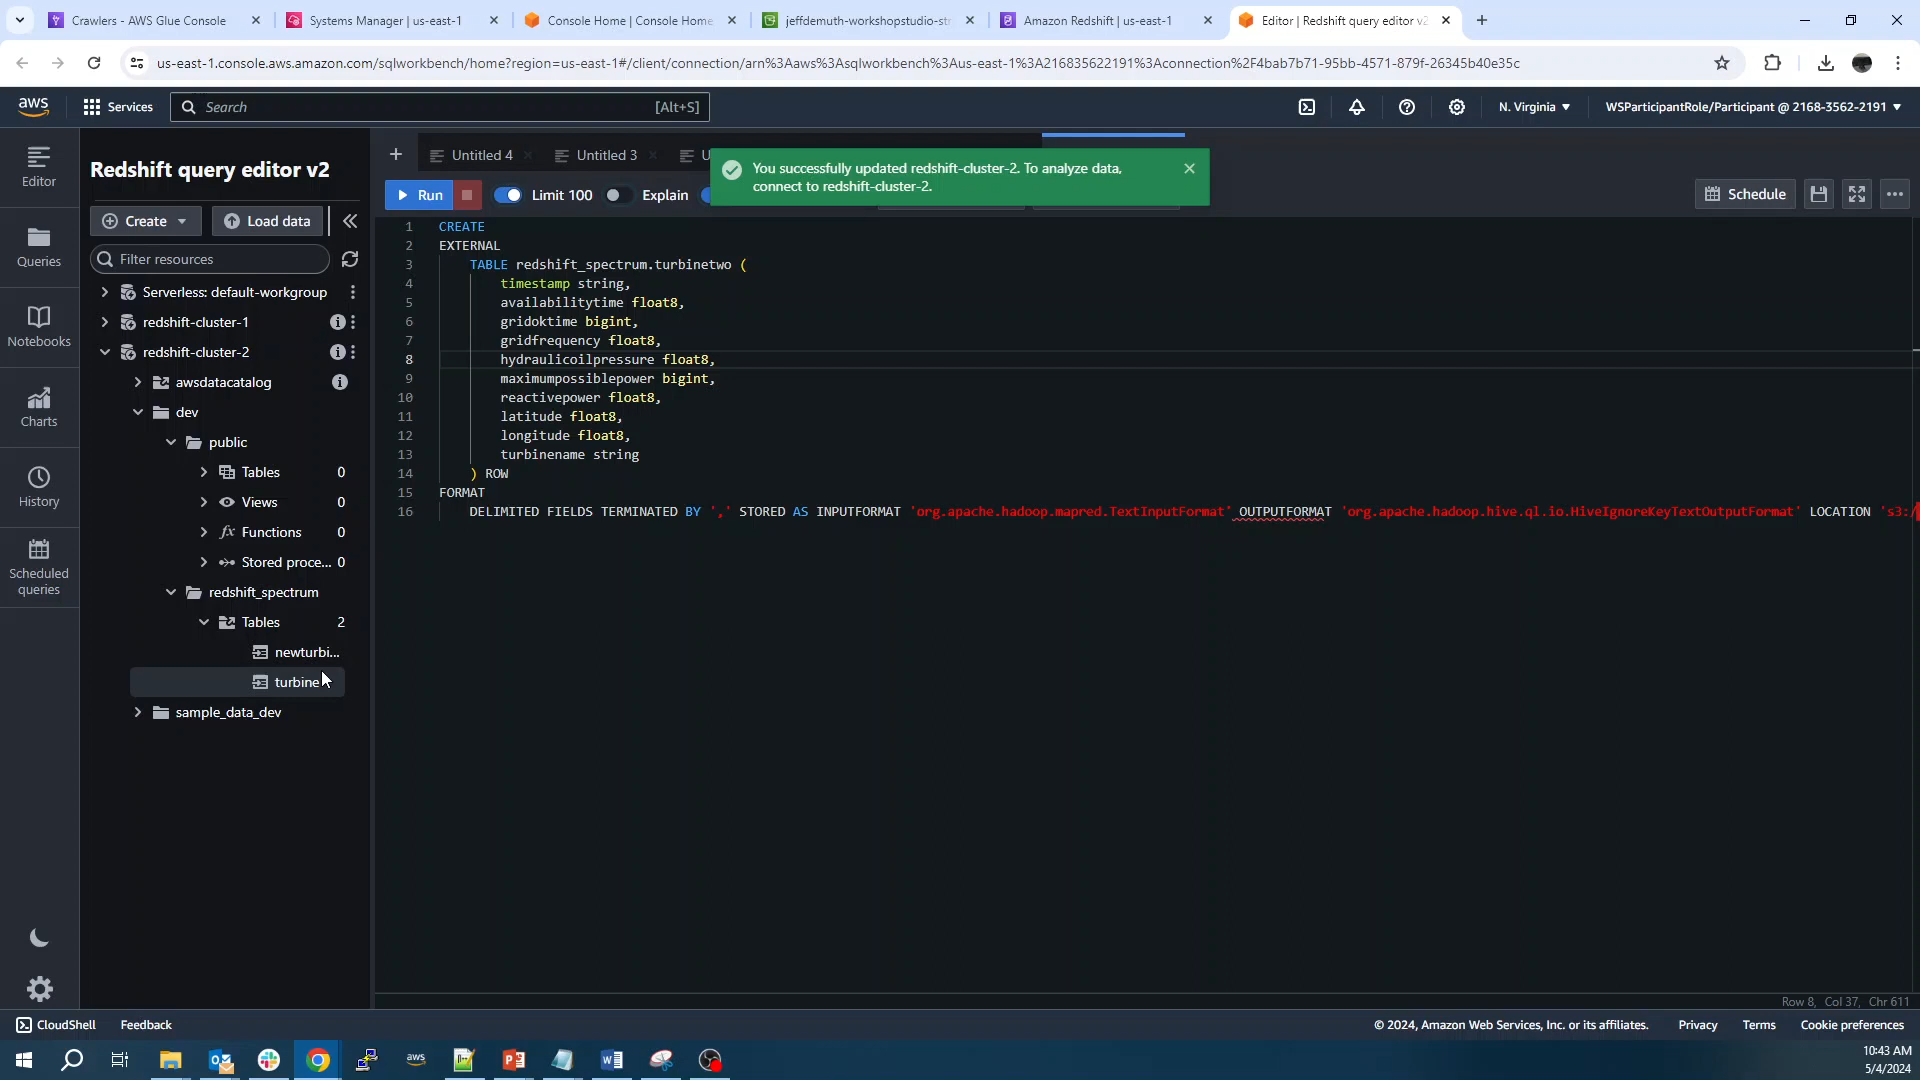 Crawlers - AWS Glue Console
Systems Manager | us-east-1
Console Home | Console Home
jeffdemuth-workshopstudio-str
Amazon Redshift | us-east-1
Editor | Redshift query editor v2
us-east-1.console.aws.amazon.com/sqlworkbench/home?region=us-east-1#/client/connection/arn%3Aaws%3Asqlworkbench%3Aus-east-1%3A216835622191%3Aconnection%2F4bab7b71-95bb-4571-879f-26345b40e35c
aws
Services
Search
[Alt+S]
N. Virginia
WSParticipantRole/Participant @ 2168-3562-2191
Editor
Queries
Notebooks
Charts
History
Scheduled
queries
Redshift query editor v2
Create
Load data
Filter resources
Serverless: default-workgroup
redshift-cluster-1
redshift-cluster-2
awsdatacatalog
dev
public
Tables 0
Views 0
Functions 0
Stored proce... 0
redshift_spectrum
Tables 2
newturbi...
turbine
sample_data_dev
Untitled 4
Untitled 3
U
You successfully updated redshift-cluster-2. To analyze data,
connect to redshift-cluster-2.
Run
Limit 100
Explain
Schedule
1 CREATE
2 EXTERNAL
3 TABLE redshift_spectrum.turbinetwo (
4 timestamp string,
5 availabilitytime float8,
6 gridoktime bigint,
7 gridfrequency float8,
8 hydraulicoilpressure float8,
9 maximumpossiblepower bigint,
10 reactivepower float8,
11 latitude float8,
12 longitude float8,
13 turbinename string
14 ) ROW
15 FORMAT
16 DELIMITED FIELDS TERMINATED BY ',' STORED AS INPUTFORMAT 'org.apache.hadoop.mapred.TextInputFormat' OUTPUTFORMAT 'org.apache.hadoop.hive.ql.io.HiveIgnoreKeyTextOutputFormat' LOCATION 's3:/
Row 8, Col 37, Chr 611
CloudShell
Feedback
© 2024, Amazon Web Services, Inc. or its affiliates.
Privacy
Terms
Cookie preferences
aws
10:43 AM
5/4/2024